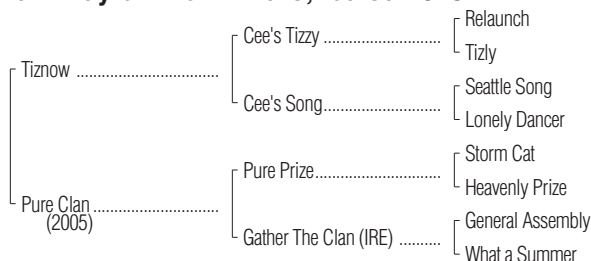 Relaunch
Cee's Tizzy ..............................
Tizly
Tiznow .......................................
Seattle Song
Cee's Song..............................
Lonely Dancer
Storm Cat
Pure Prize................................
Heavenly Prize
Pure Clan ..................................
(2005)
General Assembly
Gather The Clan (IRE) ..........
What a Summer